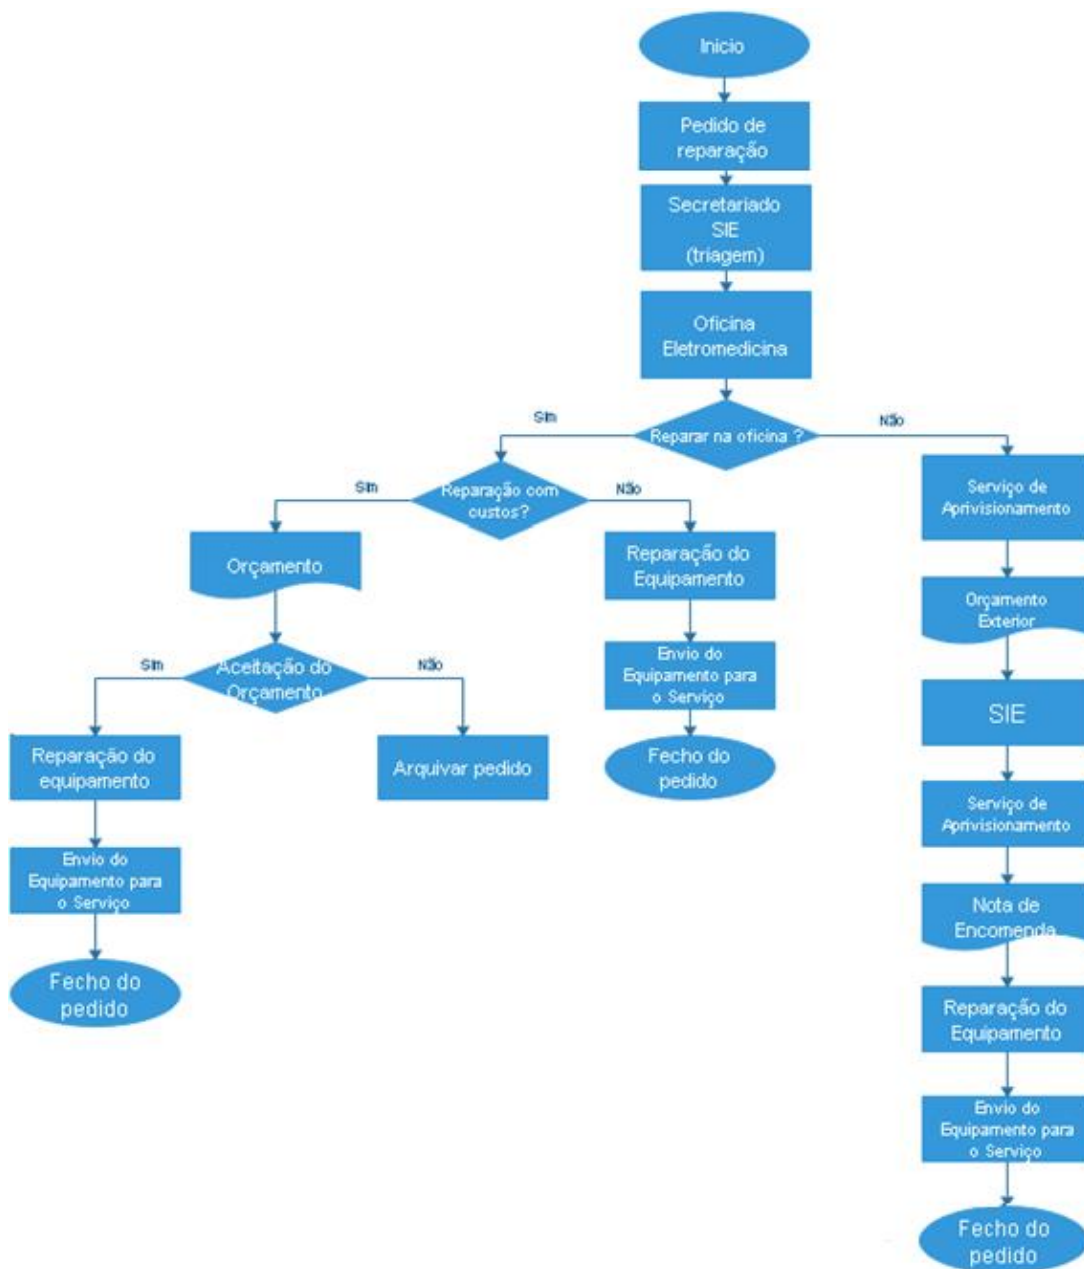 Inicio
Pedido de
reparação
Secretariado
SIE
(triagem)
Oficina
Eletromedicina
Sim
Reparar na oficina ?
Não
Sim
Reparação com
custos?
Não
Serviço de
Aprivisionamento
Orçamento
Reparação do
Equipamento
Orçamento
Exterior
Sim
Aceitação do
Orçamento
Não
Envio do
Equipamento para
o Serviço
SIE
Reparação do
equipamento
Arquivar pedido
Fecho do
pedido
Serviço de
Aprivisionamento
Envio do
Equipamento para
o Serviço
Nota de
Encomenda
Fecho do
pedido
Reparação do
Equipamento
Envio do
Equipamento para
o Serviço
Fecho do
pedido